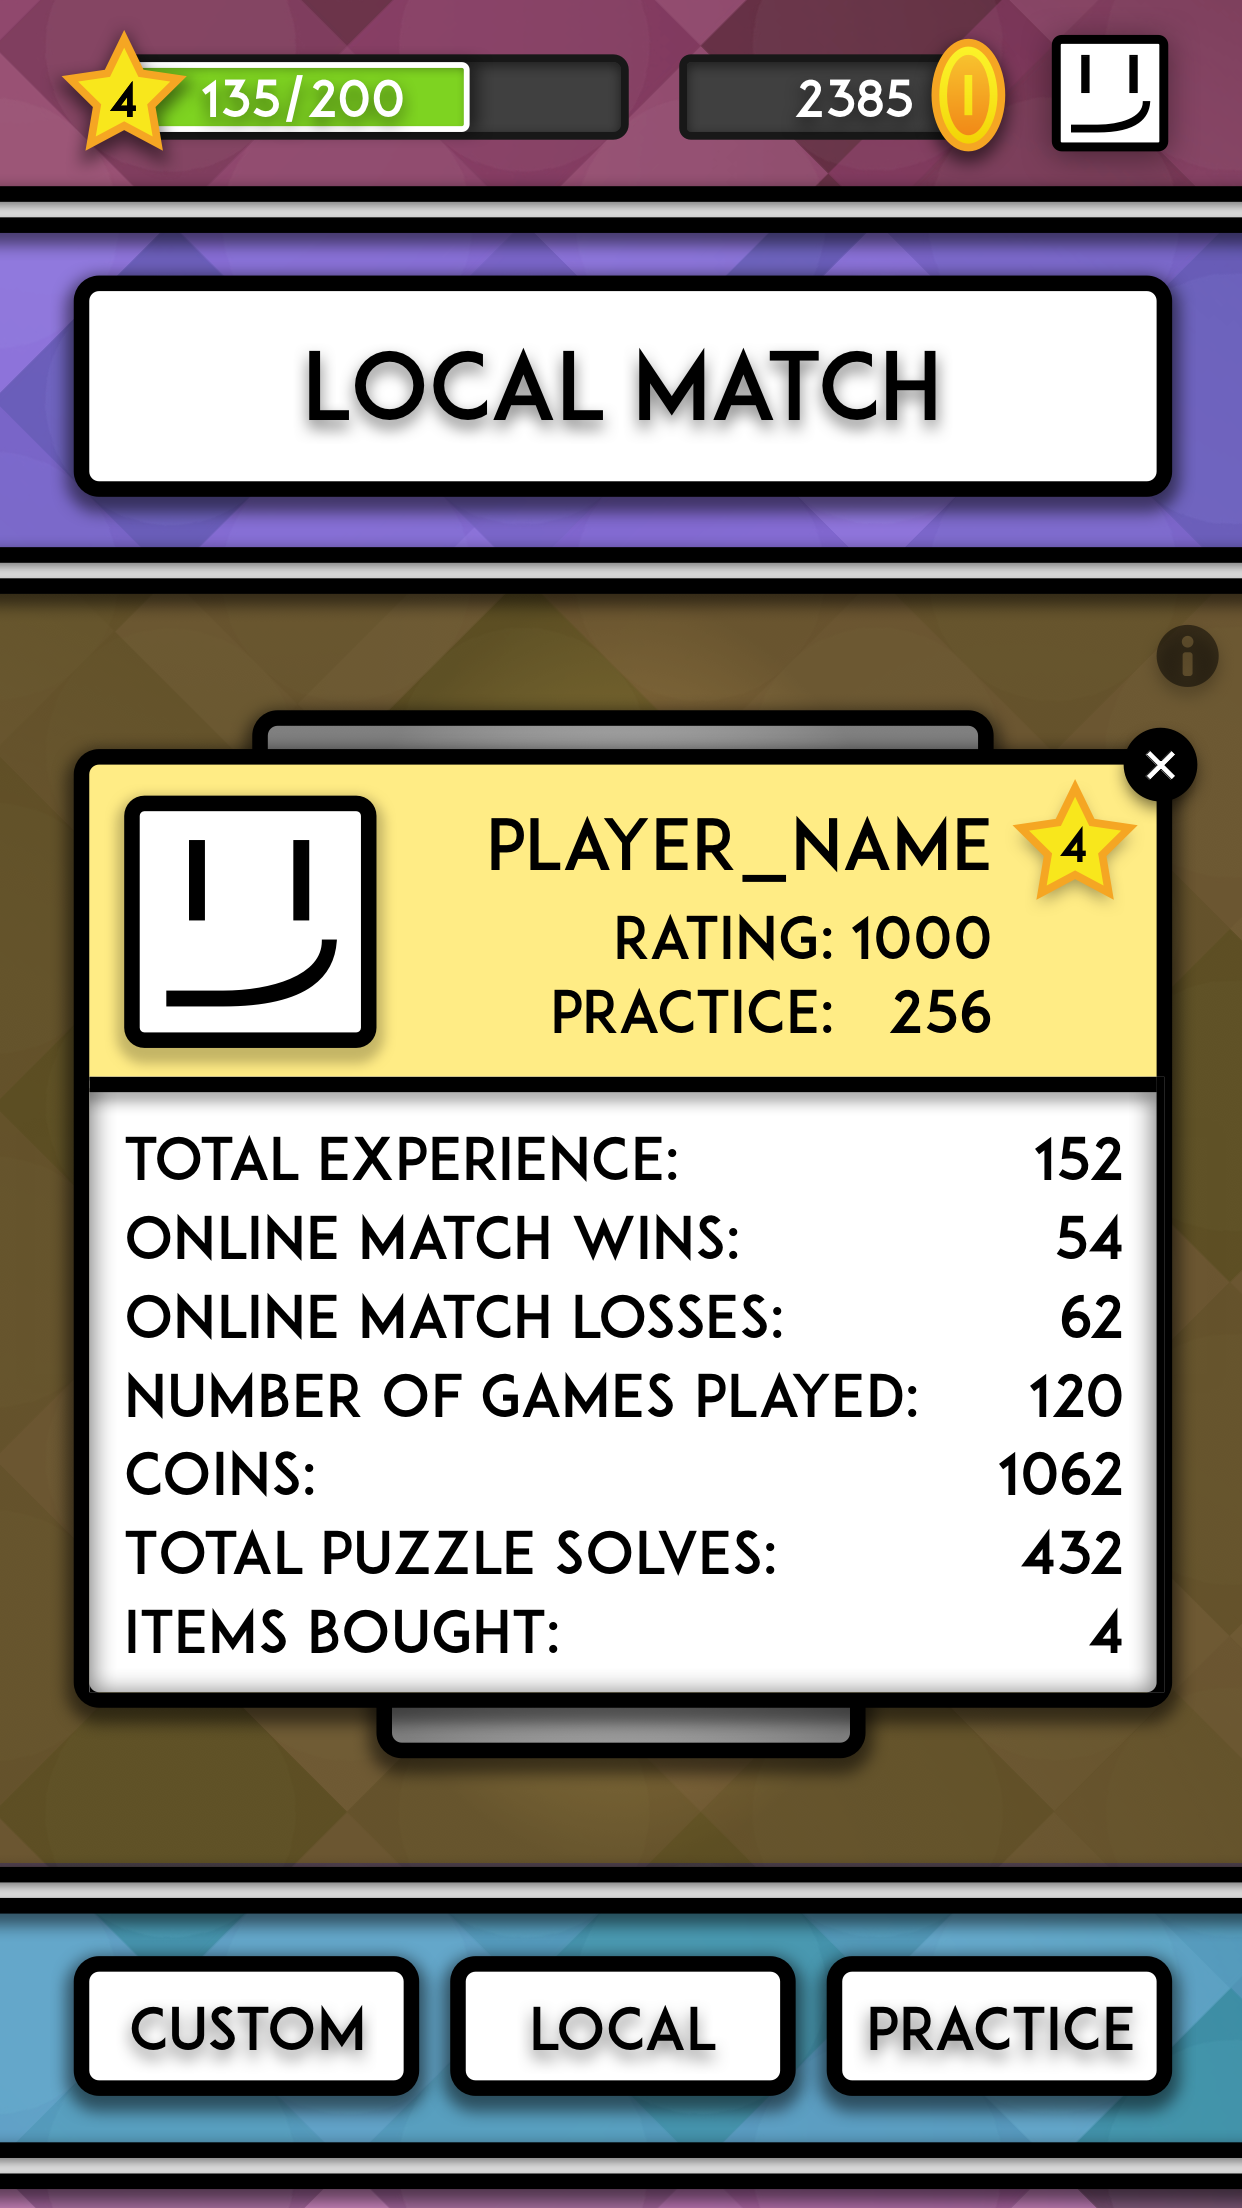 4 135/200 2385
LOCAL MATCH
i
×
PLAYER_NAME 4
RATING: 1000
PRACTICE: 256
TOTAL EXPERIENCE: 152
ONLINE MATCH WINS: 54
ONLINE MATCH LOSSES: 62
NUMBER OF GAMES PLAYED: 120
COINS: 1062
TOTAL PUZZLE SOLVES: 432
ITEMS BOUGHT: 4
CUSTOM LOCAL PRACTICE